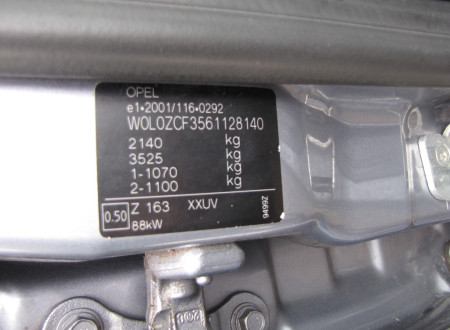 OPEL
e1*2001/116*0292
W0L0ZCF3561128140
2140 kg
3525 kg
1-1070 kg
2-1100 kg
0.50 Z 163 XXUV
88kW
9499Z